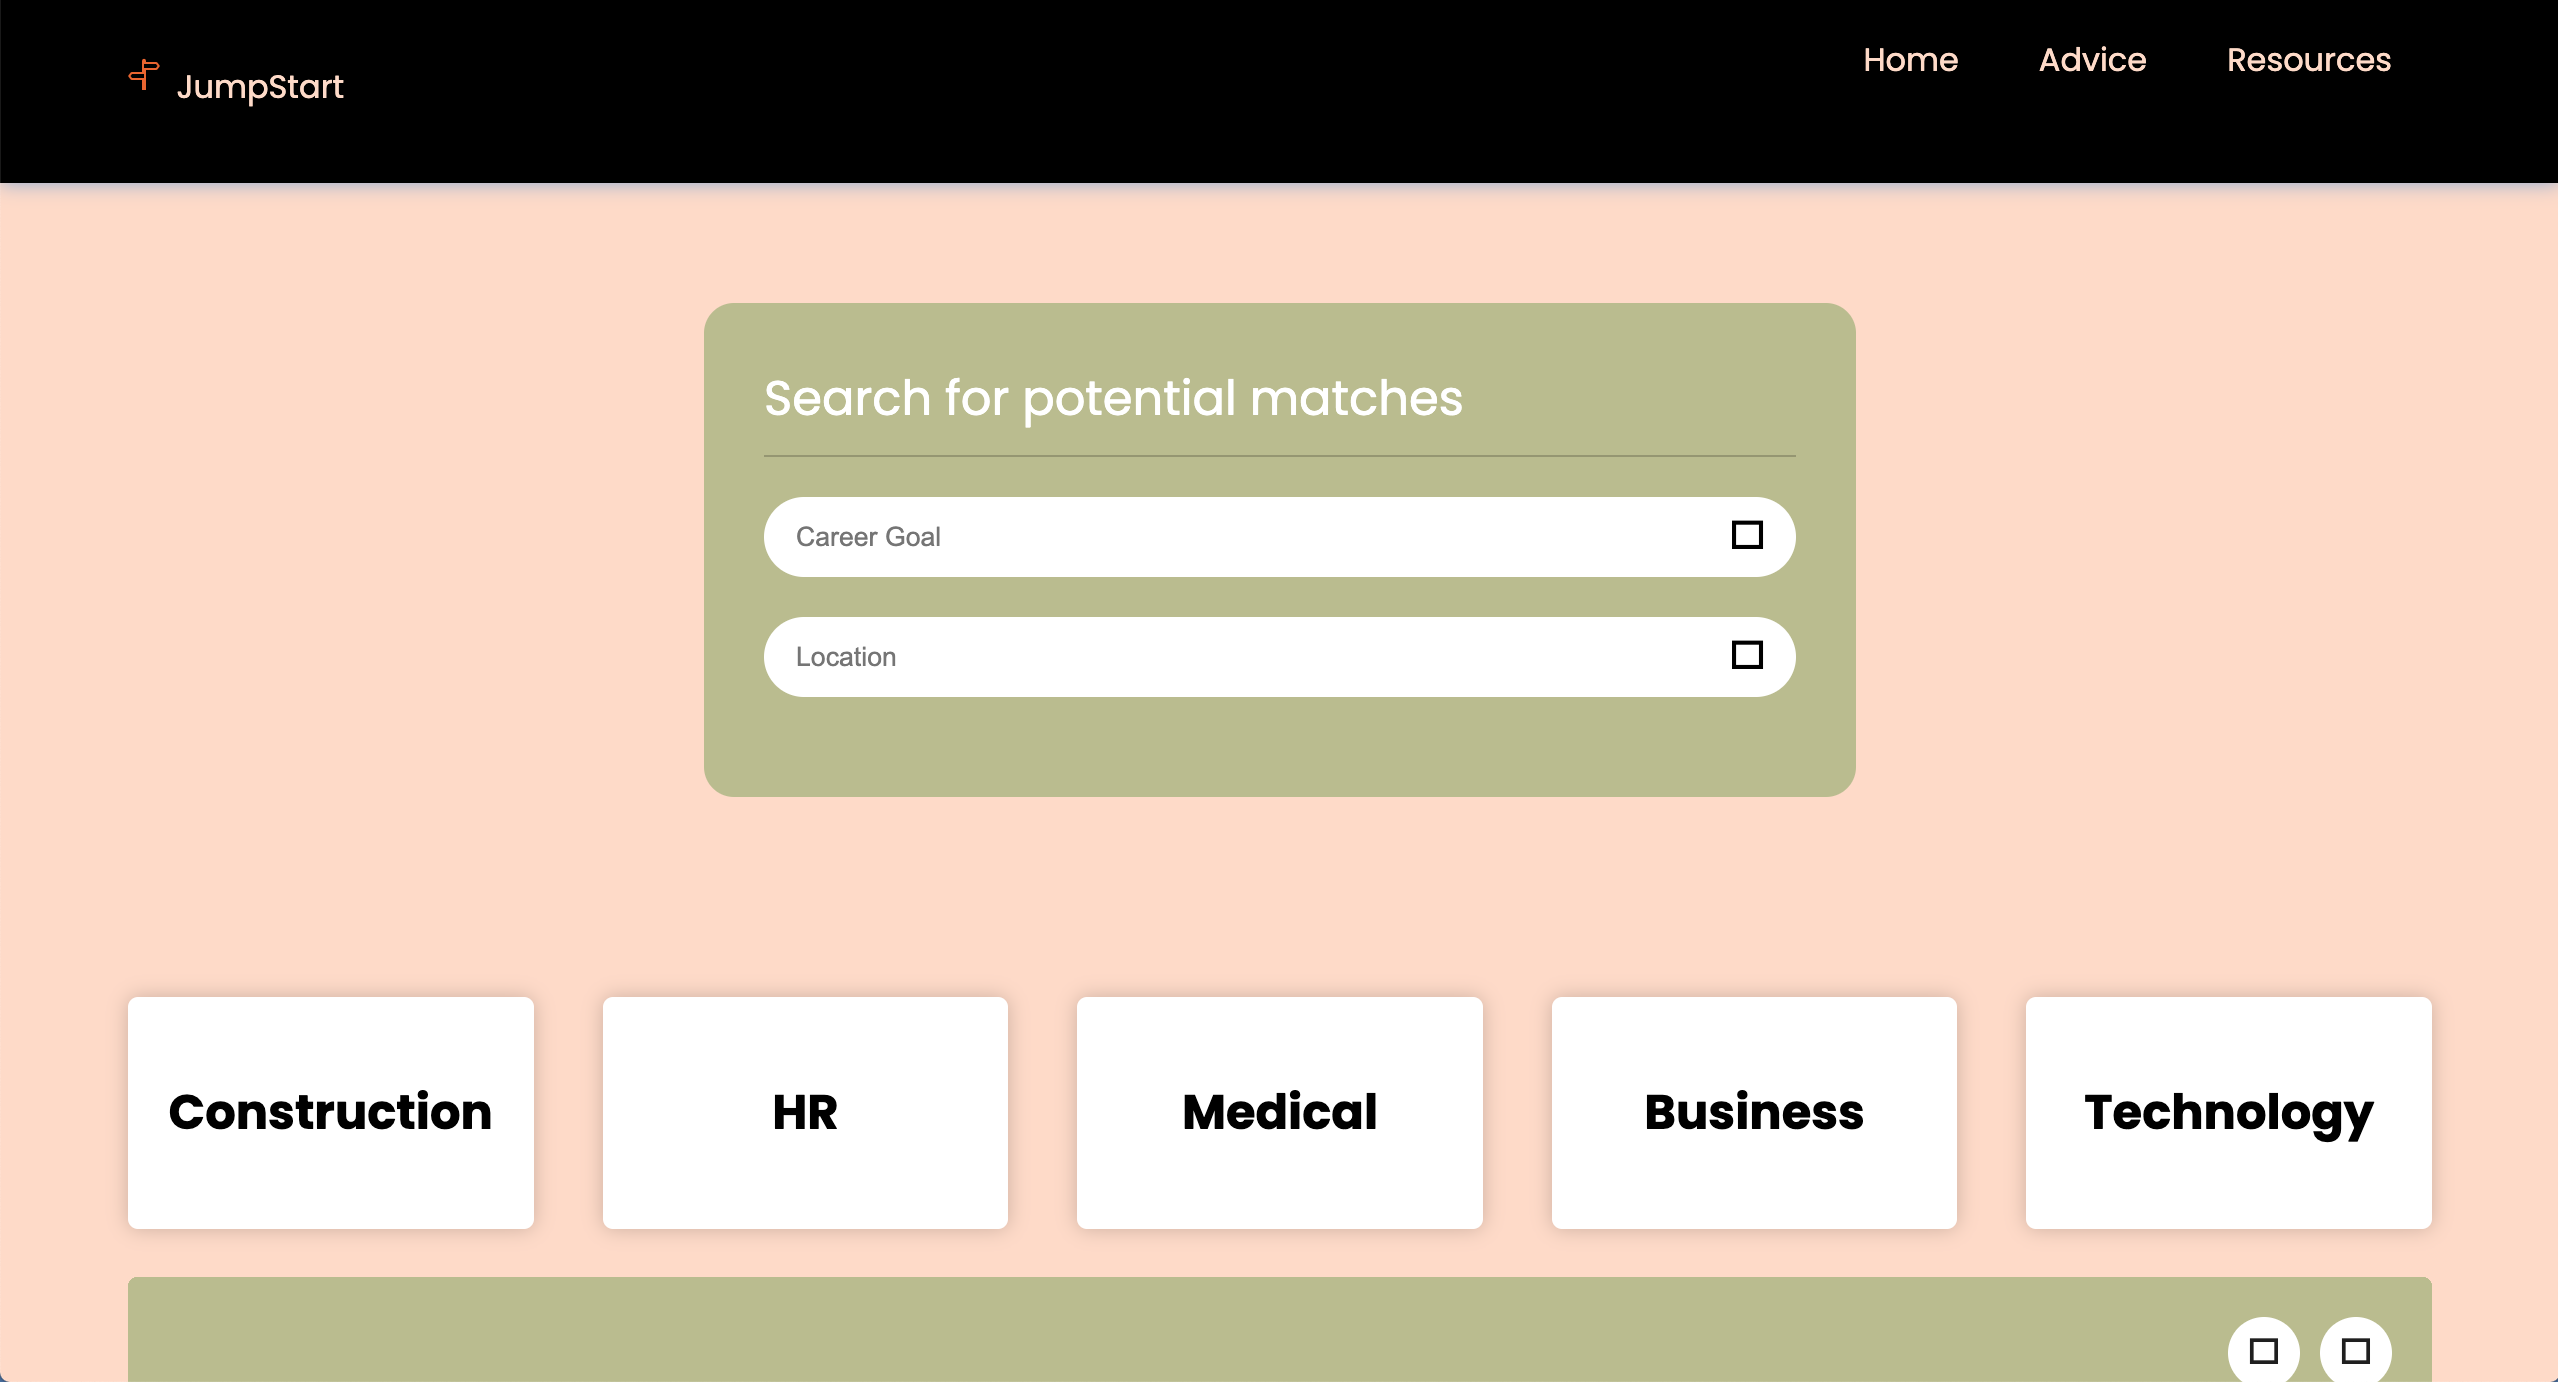 JumpStart
Home Advice Resources
Search for potential matches
Career Goal
Location
Construction
HR
Medical
Business
Technology